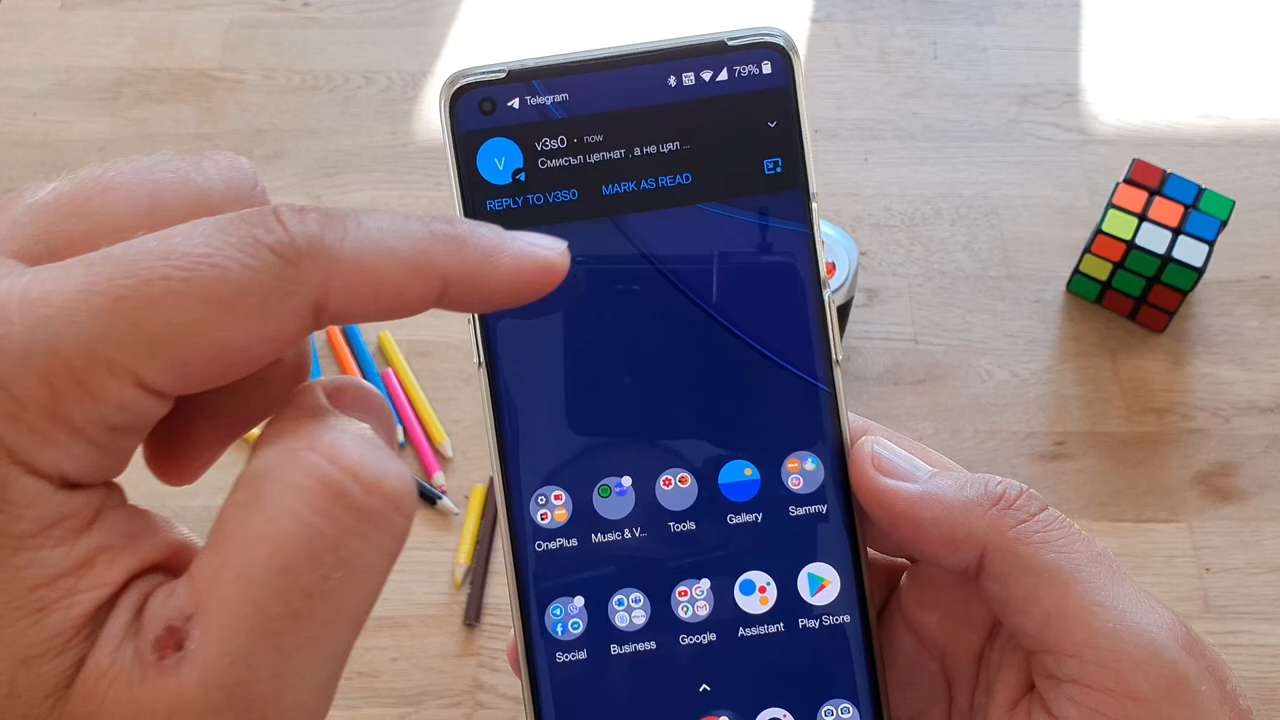 Telegram
79%
v3s0 · now
Смисъл цепнат , а не цял ...
REPLY TO V3S0 MARK AS READ
OnePlus
Music & V...
Tools
Gallery
Sammy
Social
Business
Google
Assistant
Play Store